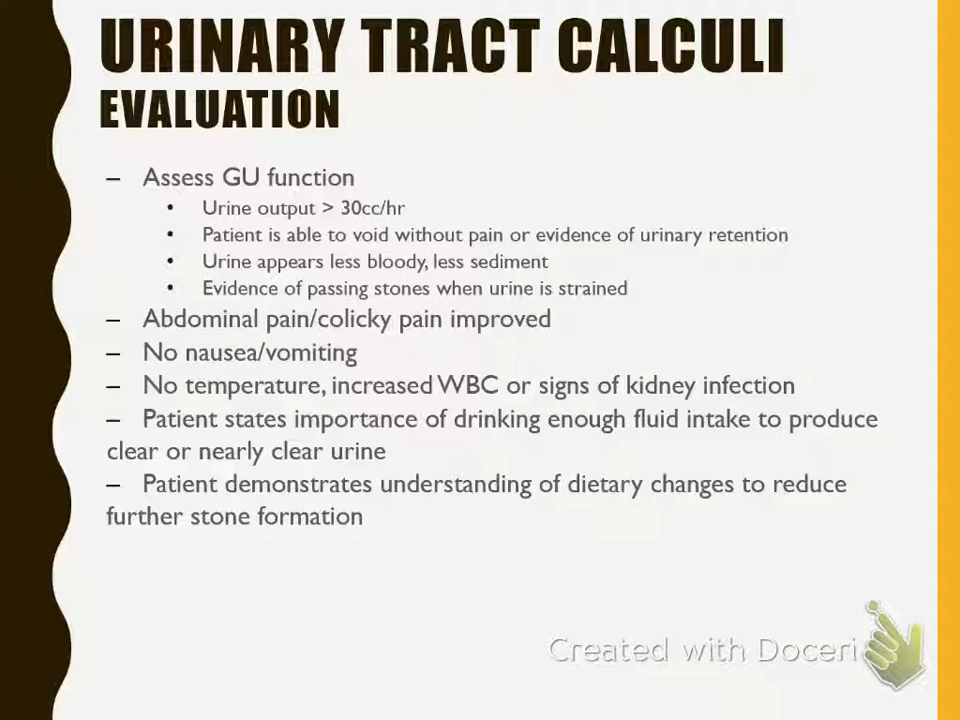 URINARY TRACT CALCULI
EVALUATION
– Assess GU function
• Urine output > 30cc/hr
• Patient is able to void without pain or evidence of urinary retention
• Urine appears less bloody, less sediment
• Evidence of passing stones when urine is strained
– Abdominal pain/colicky pain improved
– No nausea/vomiting
– No temperature, increased WBC or signs of kidney infection
– Patient states importance of drinking enough fluid intake to produce
clear or nearly clear urine
– Patient demonstrates understanding of dietary changes to reduce
further stone formation
Created with Doceri